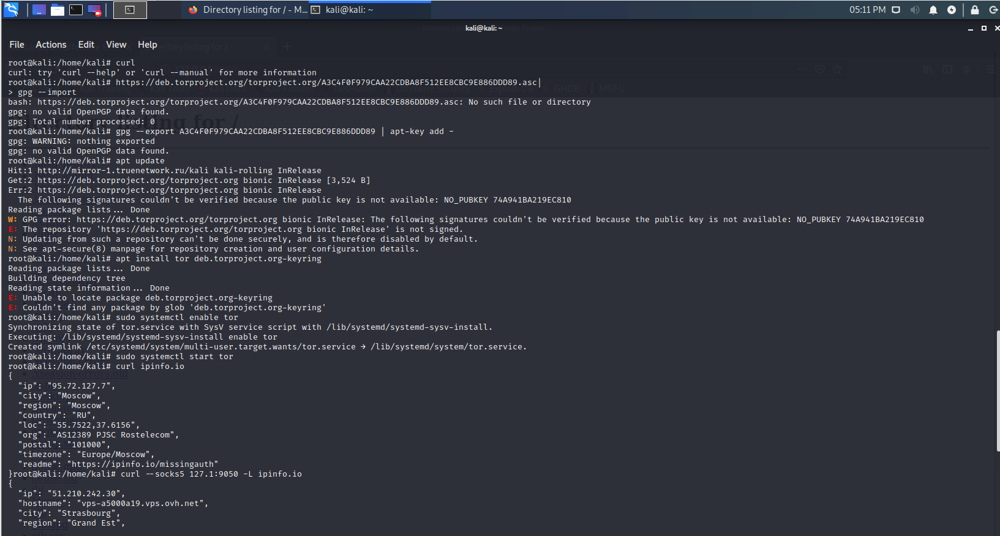 Directory listing for / - M...
kali@kali: ~
05:11 PM
kali@kali: ~
File Actions Edit View Help
root@kali:/home/kali# curl
curl: try 'curl --help' or 'curl --manual' for more information
root@kali:/home/kali# https://deb.torproject.org/torproject.org/A3C4F0F979CAA22CDBA8F512EE8CBC9E886DDD89.asc|
> gpg --import
bash: https://deb.torproject.org/torproject.org/A3C4F0F979CAA22CDBA8F512EE8CBC9E886DDD89.asc: No such file or directory
gpg: no valid OpenPGP data found.
gpg: Total number processed: 0
root@kali:/home/kali# gpg --export A3C4F0F979CAA22CDBA8F512EE8CBC9E886DDD89 | apt-key add -
gpg: WARNING: nothing exported
gpg: no valid OpenPGP data found.
root@kali:/home/kali# apt update
Hit:1 http://mirror-1.truenetwork.ru/kali kali-rolling InRelease
Get:2 https://deb.torproject.org/torproject.org bionic InRelease [3,524 B]
Err:2 https://deb.torproject.org/torproject.org bionic InRelease
The following signatures couldn't be verified because the public key is not available: NO_PUBKEY 74A941BA219EC810
Reading package lists... Done
W: GPG error: https://deb.torproject.org/torproject.org bionic InRelease: The following signatures couldn't be verified because the public key is not available: NO_PUBKEY 74A941BA219EC810
E: The repository 'https://deb.torproject.org/torproject.org bionic InRelease' is not signed.
N: Updating from such a repository can't be done securely, and is therefore disabled by default.
N: See apt-secure(8) manpage for repository creation and user configuration details.
root@kali:/home/kali# apt install tor deb.torproject.org-keyring
Reading package lists... Done
Building dependency tree
Reading state information... Done
E: Unable to locate package deb.torproject.org-keyring
E: Couldn't find any package by glob 'deb.torproject.org-keyring'
root@kali:/home/kali# sudo systemctl enable tor
Synchronizing state of tor.service with SysV service script with /lib/systemd/systemd-sysv-install.
Executing: /lib/systemd/systemd-sysv-install enable tor
Created symlink /etc/systemd/system/multi-user.target.wants/tor.service → /lib/systemd/system/tor.service.
root@kali:/home/kali# sudo systemctl start tor
root@kali:/home/kali# curl ipinfo.io
{
"ip": "95.72.127.7",
"city": "Moscow",
"region": "Moscow",
"country": "RU",
"loc": "55.7522,37.6156",
"org": "AS12389 PJSC Rostelecom",
"postal": "101000",
"timezone": "Europe/Moscow",
"readme": "https://ipinfo.io/missingauth"
}root@kali:/home/kali# curl --socks5 127.1:9050 -L ipinfo.io
{
"ip": "51.210.242.30",
"hostname": "vps-a5000a19.vps.ovh.net",
"city": "Strasbourg",
"region": "Grand Est",